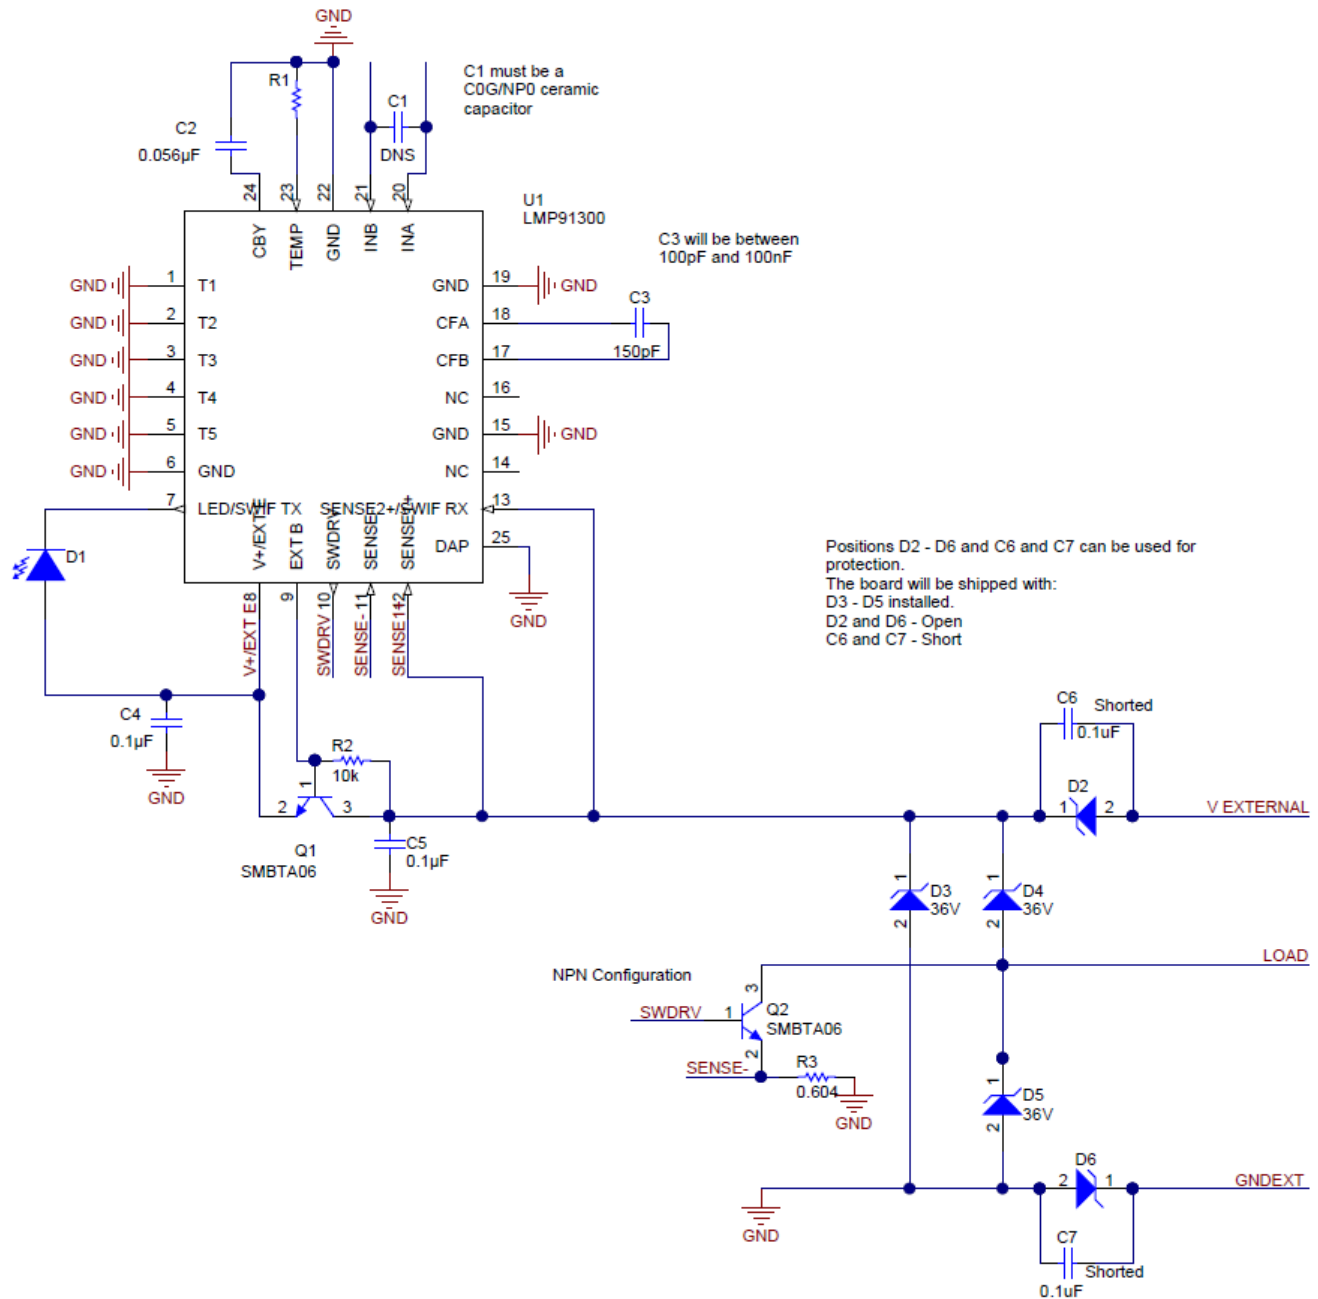 GND
R1
C1 must be a
C0G/NP0 ceramic
capacitor
C1
C2
0.056µF
DNS
24
23
22
21
20
U1
LMP91300
CBY
TEMP
GND
INB
INA
C3 will be between
100pF and 100nF
GND
1
T1
GND
19
GND
GND
2
T2
CFA
18
C3
GND
3
T3
CFB
17
150pF
GND
4
T4
NC
16
GND
5
T5
GND
15
GND
GND
6
GND
NC
14
7
LED/SWIF TX
SENSE2+/SWIF RX
13
V+/EXT E
EXT B
SWDRV
SENSE-
SENSE1+
DAP
25
D1
GND
V+/EXT E
8
9
SWDRV
10
SENSE-
11
SENSE1+
12
Positions D2 - D6 and C6 and C7 can be used for
protection.
The board will be shipped with:
D3 - D5 installed.
D2 and D6 - Open
C6 and C7 - Short
C4
0.1µF
GND
R2
10k
1
2
3
Q1
SMBTA06
C5
0.1µF
GND
C6
Shorted
0.1uF
D2
1
2
V EXTERNAL
1
D3
36V
2
1
D4
36V
2
LOAD
NPN Configuration
3
SWDRV
1
Q2
SMBTA06
2
SENSE-
R3
0.604
GND
1
D5
36V
2
D6
2
1
GNDEXT
GND
C7
Shorted
0.1uF